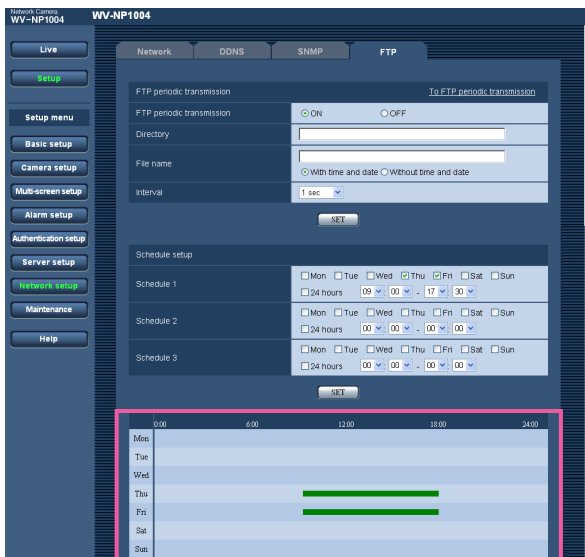 Network Camera
WV-NP1004
WV-NP1004
Live
Setup
Setup menu
Basic setup
Camera setup
Multi-screen setup
Alarm setup
Authentication setup
Server setup
Network setup
Maintenance
Help
Network DDNS SNMP FTP
FTP periodic transmission To FTP periodic transmission
FTP periodic transmission ON OFF
Directory
File name
With time and date Without time and date
Interval 1 sec
SET
Schedule setup
Schedule 1
Mon Tue Wed Thu Fri Sat Sun
24 hours 09 : 00 - 17 : 30
Schedule 2
Mon Tue Wed Thu Fri Sat Sun
24 hours 00 : 00 - 00 : 00
Schedule 3
Mon Tue Wed Thu Fri Sat Sun
24 hours 00 : 00 - 00 : 00
SET
0:00 6:00 12:00 18:00 24:00
Mon
Tue
Wed
Thu
Fri
Sat
Sun